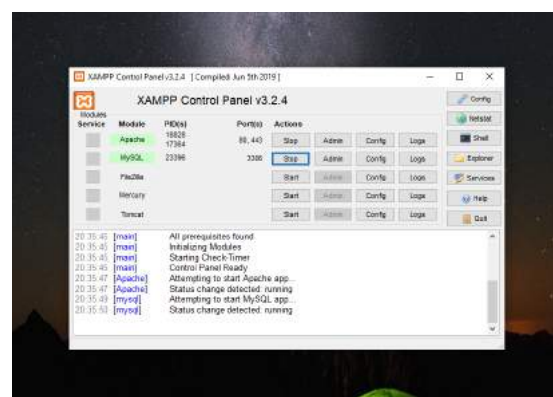 XAMPP Control Panel v3.2.4 [ Compiled: Jun 5th 2019 ]
XAMPP Control Panel v3.2.4
Config
Modules
Service Module PID(s) Port(s) Actions
Netstat
Apache 18828 17364 80, 443 Stop Admin Config Logs
Shell
MySQL 23396 3306 Stop Admin Config Logs
Explorer
FileZilla Start Admin Config Logs
Services
Mercury Start Admin Config Logs
Help
Tomcat Start Admin Config Logs
Quit
20:35:45 [main] All prerequisites found
20:35:45 [main] Initializing Modules
20:35:45 [main] Starting Check-Timer
20:35:45 [main] Control Panel Ready
20:35:47 [Apache] Attempting to start Apache app...
20:35:47 [Apache] Status change detected: running
20:35:49 [mysql] Attempting to start MySQL app...
20:35:50 [mysql] Status change detected: running